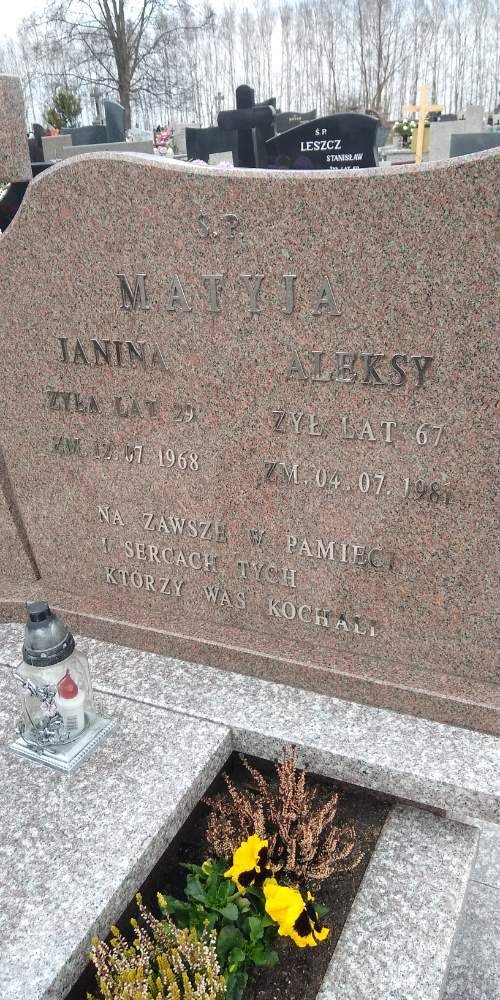 Ś.P.
LESZCZ
STANISŁAW
Ś.P.
MATYJA
JANINA
ŻYŁA LAT 29
ZM. 12.07 1968
ALEKSY
ŻYŁ LAT 67
ZM. 04.07.1981
NA ZAWSZE W PAMIĘCI
I SERCACH TYCH
KTÓRZY WAS KOCHALI